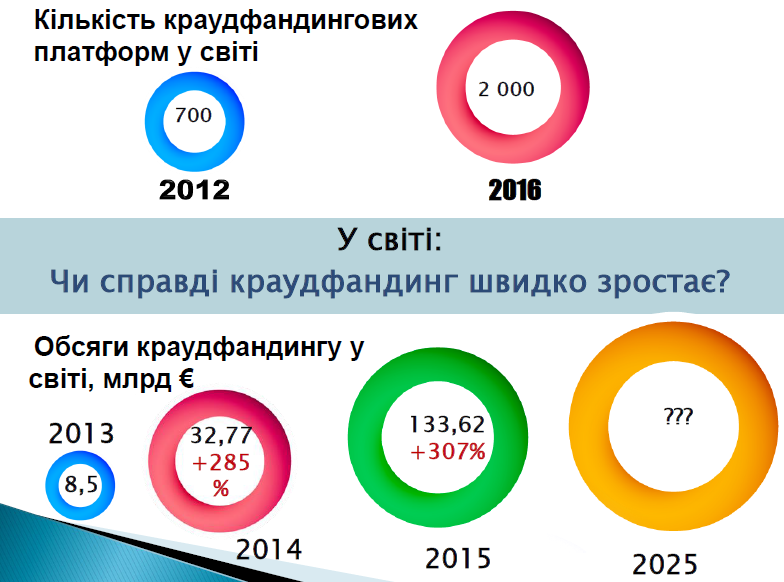 Кількість краудфандингових
платформ у світі
700
2 000
2012
2016
У світі:
Чи справді краудфандинг швидко зростає?
Обсяги краудфандингу у
світі, млрд €
2013
8,5
32,77
+285
%
2014
133,62
+307%
2015
???
2025